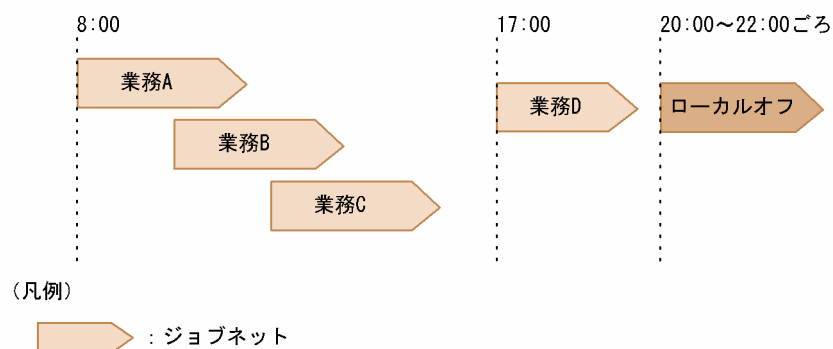 8:00
17:00
20:00～22:00ごろ
業務A
業務B
業務C
業務D
ローカルオフ
（凡例）
：ジョブネット